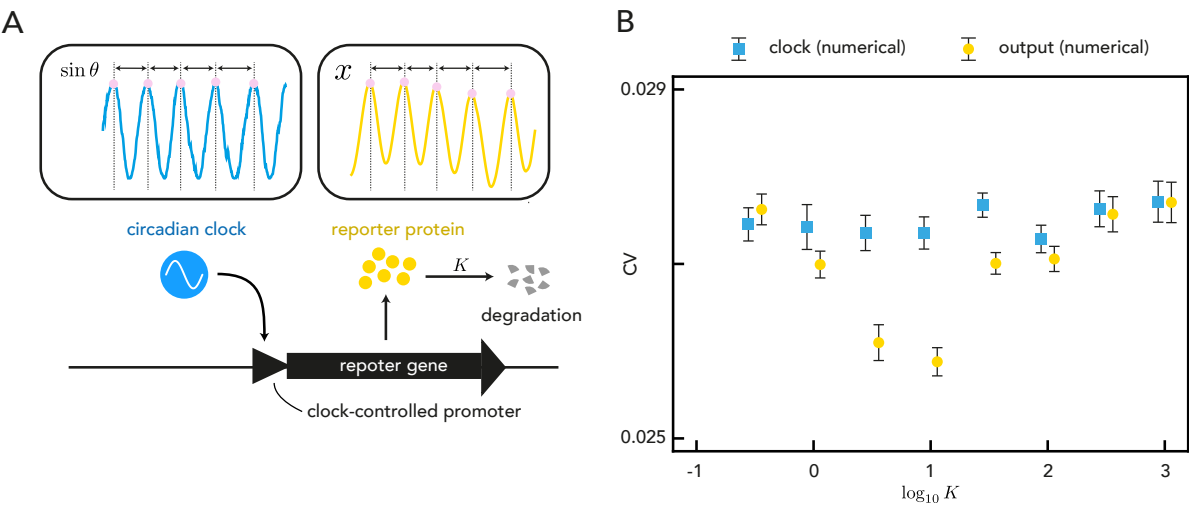 A
sin θ
x
circadian clock
reporter protein
K
degradation
repoter gene
clock-controlled promoter
B
clock (numerical)
output (numerical)
0.029
CV
0.025
-1 0 1 2 3
log₁₀ K